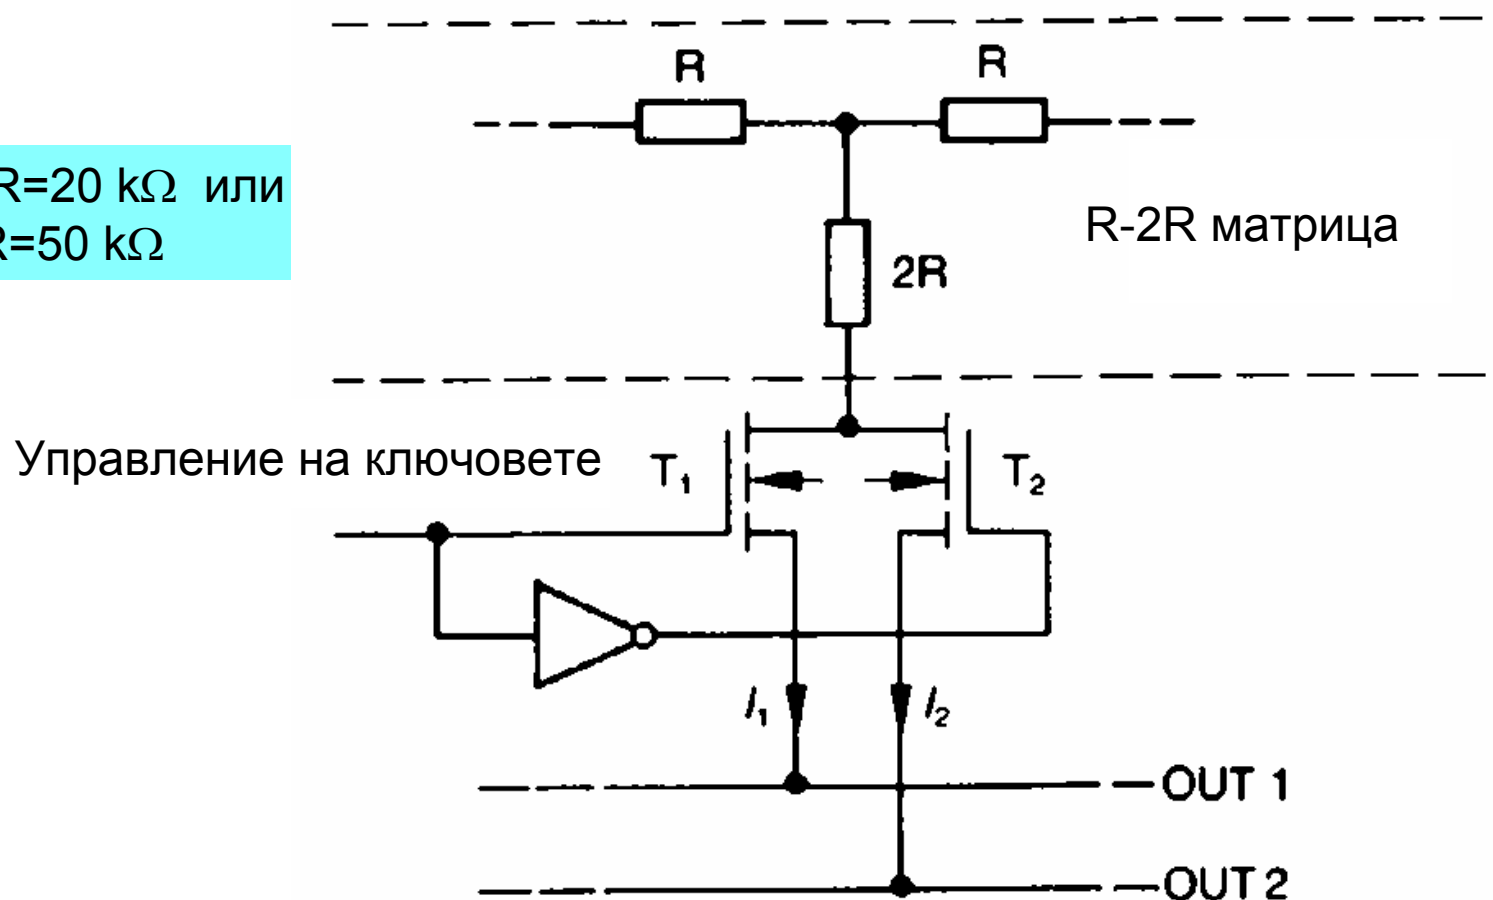 R
R
R=20 kΩ или
R=50 kΩ
R-2R матрица
2R
Управление на ключовете
T₁
T₂
I₁
I₂
OUT 1
OUT 2